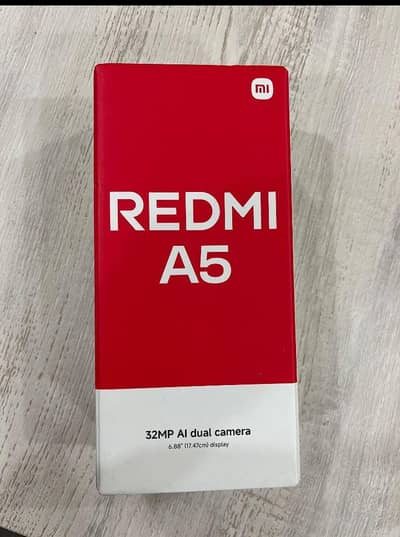 mi
REDMI
A5
32MP AI dual camera
6.88" (17.47cm) display